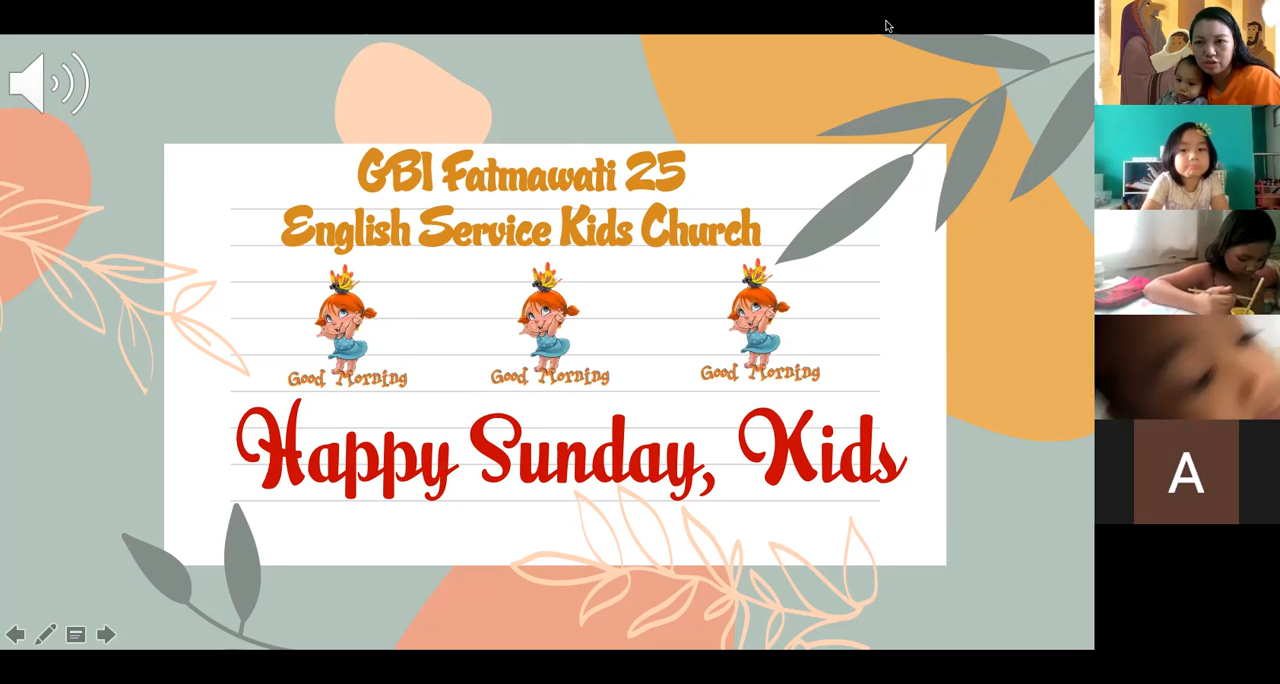 GBI Fatmawati 25
English Service Kids Church
Good Morning Good Morning Good Morning
Happy Sunday, Kids
A